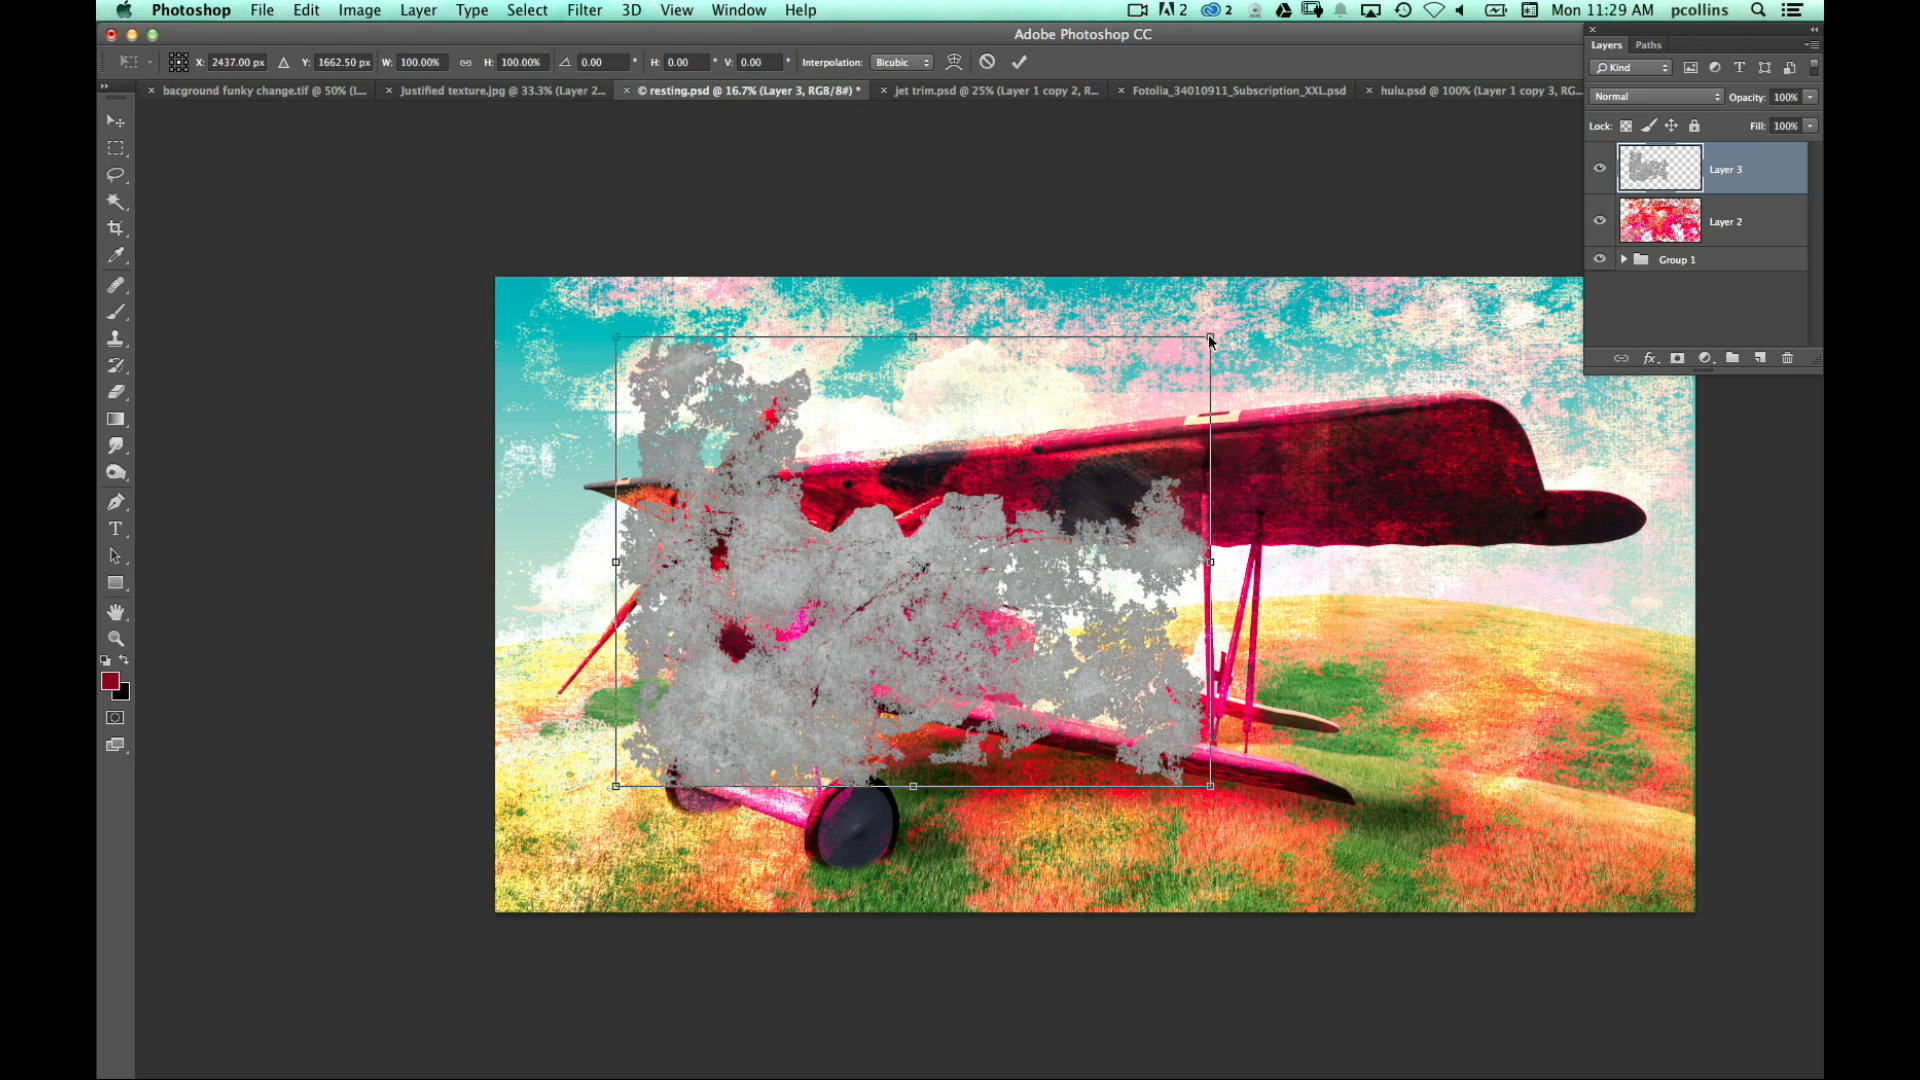 Photoshop File Edit Image Layer Type Select Filter 3D View Window Help 2 2 Mon 11:29 AM pcollins
Adobe Photoshop CC
X: 2437.00 px Y: 1662.50 px W: 100.00% H: 100.00% 0.00 ° H: 0.00 ° V: 0.00 ° Interpolation: Bicubic
× bacground funky change.tif @ 50% (L... × Justified texture.jpg @ 33.3% (Layer 2... × © resting.psd @ 16.7% (Layer 3, RGB/8#) * × jet trim.psd @ 25% (Layer 1 copy 2, R... × Fotolia_34010911_Subscription_XXL.psd × hulu.psd @ 100% (Layer 1 copy 3, RG...
Layers Paths
Kind
Normal Opacity: 100%
Lock: Fill: 100%
Layer 3
Layer 2
Group 1
fx
T